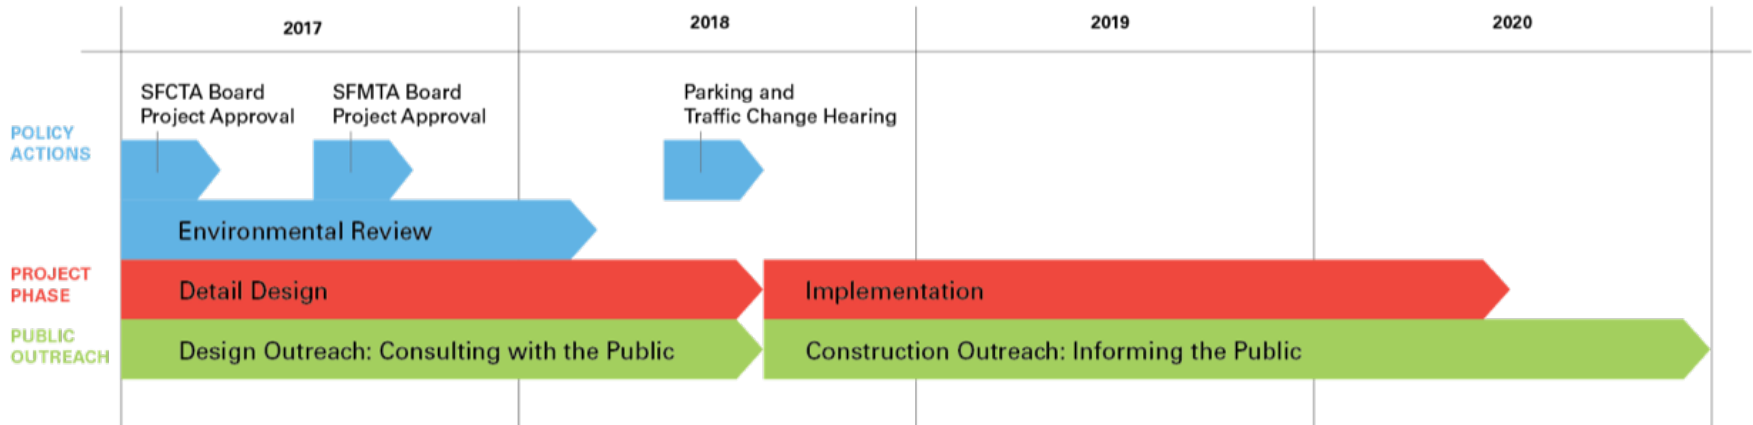 2017
2018
2019
2020
SFCTA Board
Project Approval
SFMTA Board
Project Approval
Parking and
Traffic Change Hearing
POLICY
ACTIONS
Environmental Review
PROJECT
PHASE
Detail Design
Implementation
PUBLIC
OUTREACH
Design Outreach: Consulting with the Public
Construction Outreach: Informing the Public